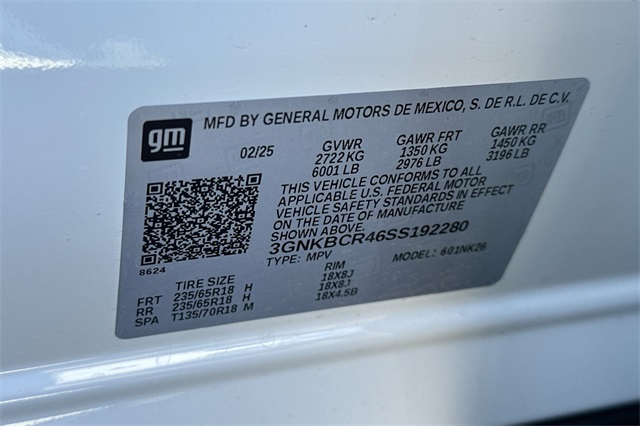 gm
MFD BY GENERAL MOTORS DE MEXICO, S. DE R.L. DE C.V.
02/25 GVWR GAWR FRT GAWR RR
2722 KG 1350 KG 1450 KG
6001 LB 2976 LB 3196 LB
THIS VEHICLE CONFORMS TO ALL
APPLICABLE U.S. FEDERAL MOTOR
VEHICLE SAFETY STANDARDS IN EFFECT
ON THE DATE OF MANUFACTURE
SHOWN ABOVE.
3GNKBCR46SS192280
TYPE: MPV MODEL: 601NK26
8624
TIRE SIZE RIM
FRT 235/65R18 H 18X8J
RR 235/65R18 H 18X8J
SPA T135/70R18 M 18X4.5B